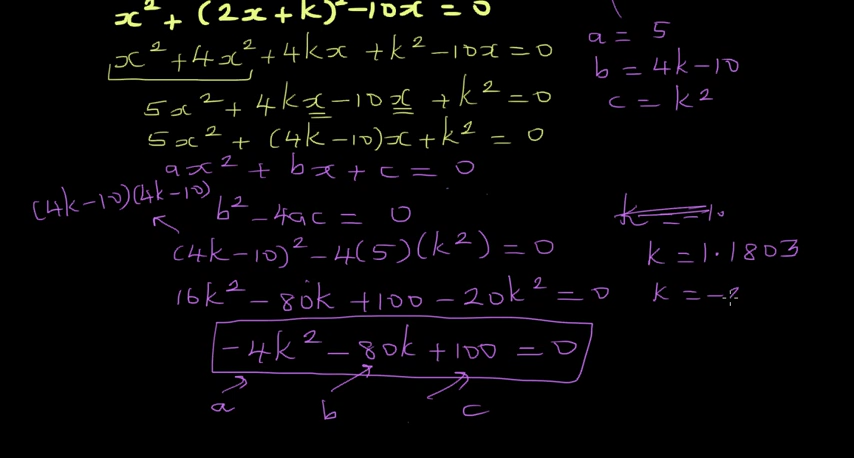 x² + (2x + k)² - 10x = 0
x² + 4x² + 4kx + k² - 10x = 0
5x² + 4kx - 10x + k² = 0
5x² + (4k - 10)x + k² = 0
ax² + bx + c = 0
(4k - 10)(4k - 10)
b² - 4ac = 0
(4k - 10)² - 4(5)(k²) = 0
16k² - 80k + 100 - 20k² = 0
-4k² - 80k + 100 = 0
a b c
a = 5
b = 4k - 10
c = k²
k = 1.
k = 1.1803
k = -